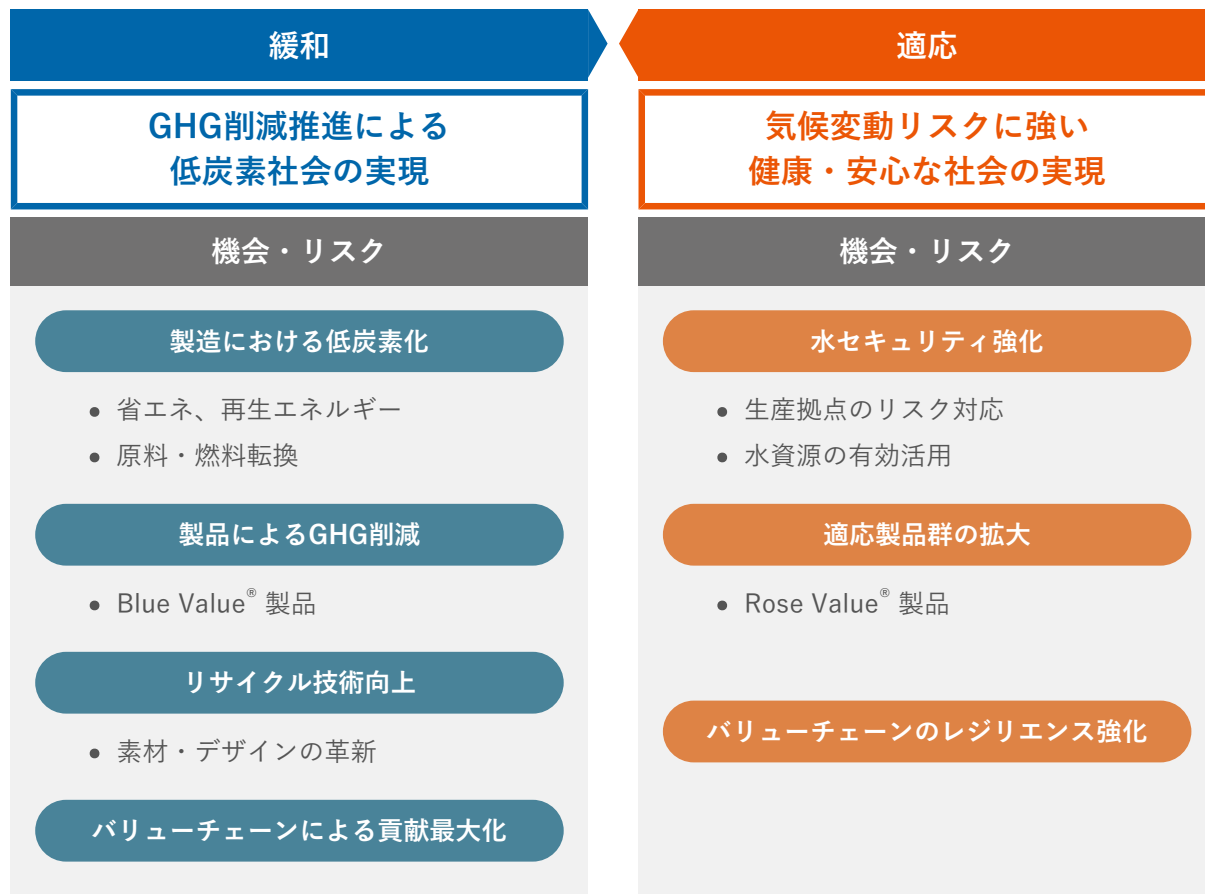 緩和
GHG削減推進による
低炭素社会の実現
機会・リスク
製造における低炭素化
● 省エネ、再生エネルギー
● 原料・燃料転換
製品によるGHG削減
● Blue Value® 製品
リサイクル技術向上
● 素材・デザインの革新
バリューチェーンによる貢献最大化
適応
気候変動リスクに強い
健康・安心な社会の実現
機会・リスク
水セキュリティ強化
● 生産拠点のリスク対応
● 水資源の有効活用
適応製品群の拡大
● Rose Value® 製品
バリューチェーンのレジリエンス強化